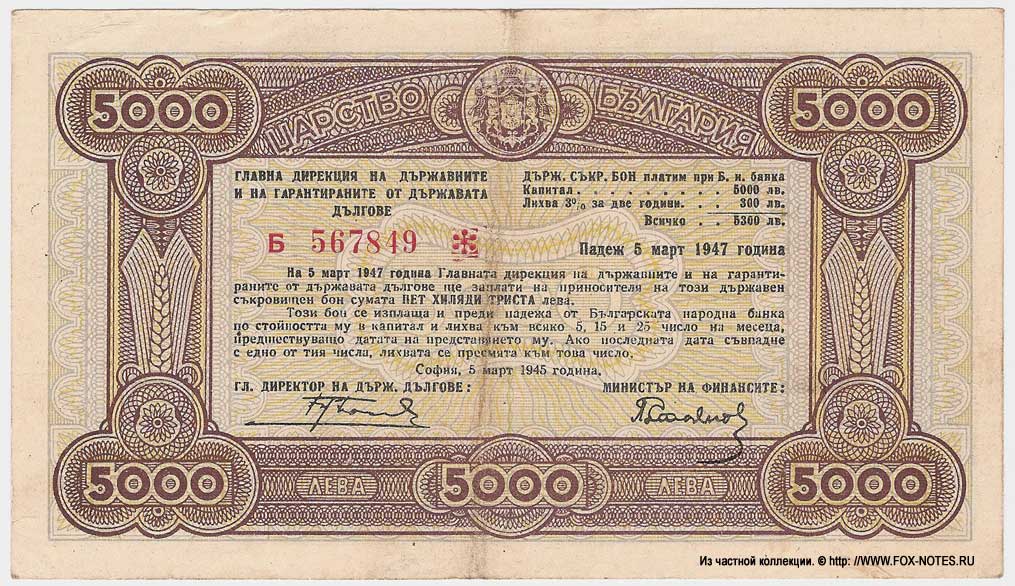 5000
ЦАРСТВО БЪЛГАРИЯ
5000
ГЛАВНА ДИРЕКЦИЯ НА ДЪРЖАВНИТЕ
И НА ГАРАНТИРАНИТЕ ОТ ДЪРЖАВАТА
ДЪЛГОВЕ
Б 567849
ДЪРЖ. СЪКР. БОН платим при Б. н. банка
Капитал . . . . . . . . . . . 5000 лв.
Лихва 3% за две години. . . 300 лв.
Всичко . . 5300 лв.
Падеж 5 март 1947 година
На 5 март 1947 година Главната дирекция на държавните и на гаранти-
раните от държавата дългове ще заплати на приносителя на този държавен
съкровищен бон сумата ПЕТ ХИЛЯДИ ТРИСТА лева.
Този бон се изплаща и преди падежа от Българската народна банка
по стойността му в капитал и лихва към всяко 5, 15 и 25 число на месеца,
предшествуващо датата на представянето му. Ако последната дата съвпадне
с едно от тия числа, лихвата се пресмята към това число.
София, 5 март 1945 година.
ГЛ. ДИРЕКТОР НА ДЪРЖ. ДЪЛГОВЕ:
МИНИСТЪР НА ФИНАНСИТЕ:
5000
ЛЕВА
5000
ЛЕВА
5000
Из частной коллекции. © http: //WWW.FOX-NOTES.RU